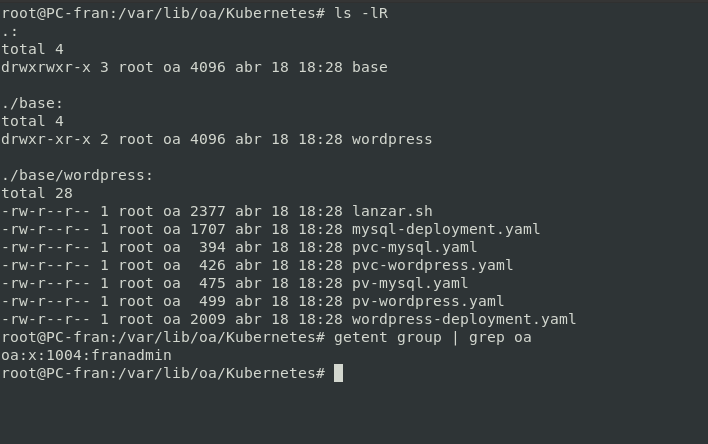 root@PC-fran:/var/lib/oa/Kubernetes# ls -lR
.:
total 4
drwxrwxr-x 3 root oa 4096 abr 18 18:28 base
./base:
total 4
drwxr-xr-x 2 root oa 4096 abr 18 18:28 wordpress
./base/wordpress:
total 28
-rw-r--r-- 1 root oa 2377 abr 18 18:28 lanzar.sh
-rw-r--r-- 1 root oa 1707 abr 18 18:28 mysql-deployment.yaml
-rw-r--r-- 1 root oa  394 abr 18 18:28 pvc-mysql.yaml
-rw-r--r-- 1 root oa  426 abr 18 18:28 pvc-wordpress.yaml
-rw-r--r-- 1 root oa  475 abr 18 18:28 pv-mysql.yaml
-rw-r--r-- 1 root oa  499 abr 18 18:28 pv-wordpress.yaml
-rw-r--r-- 1 root oa 2009 abr 18 18:28 wordpress-deployment.yaml
root@PC-fran:/var/lib/oa/Kubernetes# getent group | grep oa
oa:x:1004:franadmin
root@PC-fran:/var/lib/oa/Kubernetes#